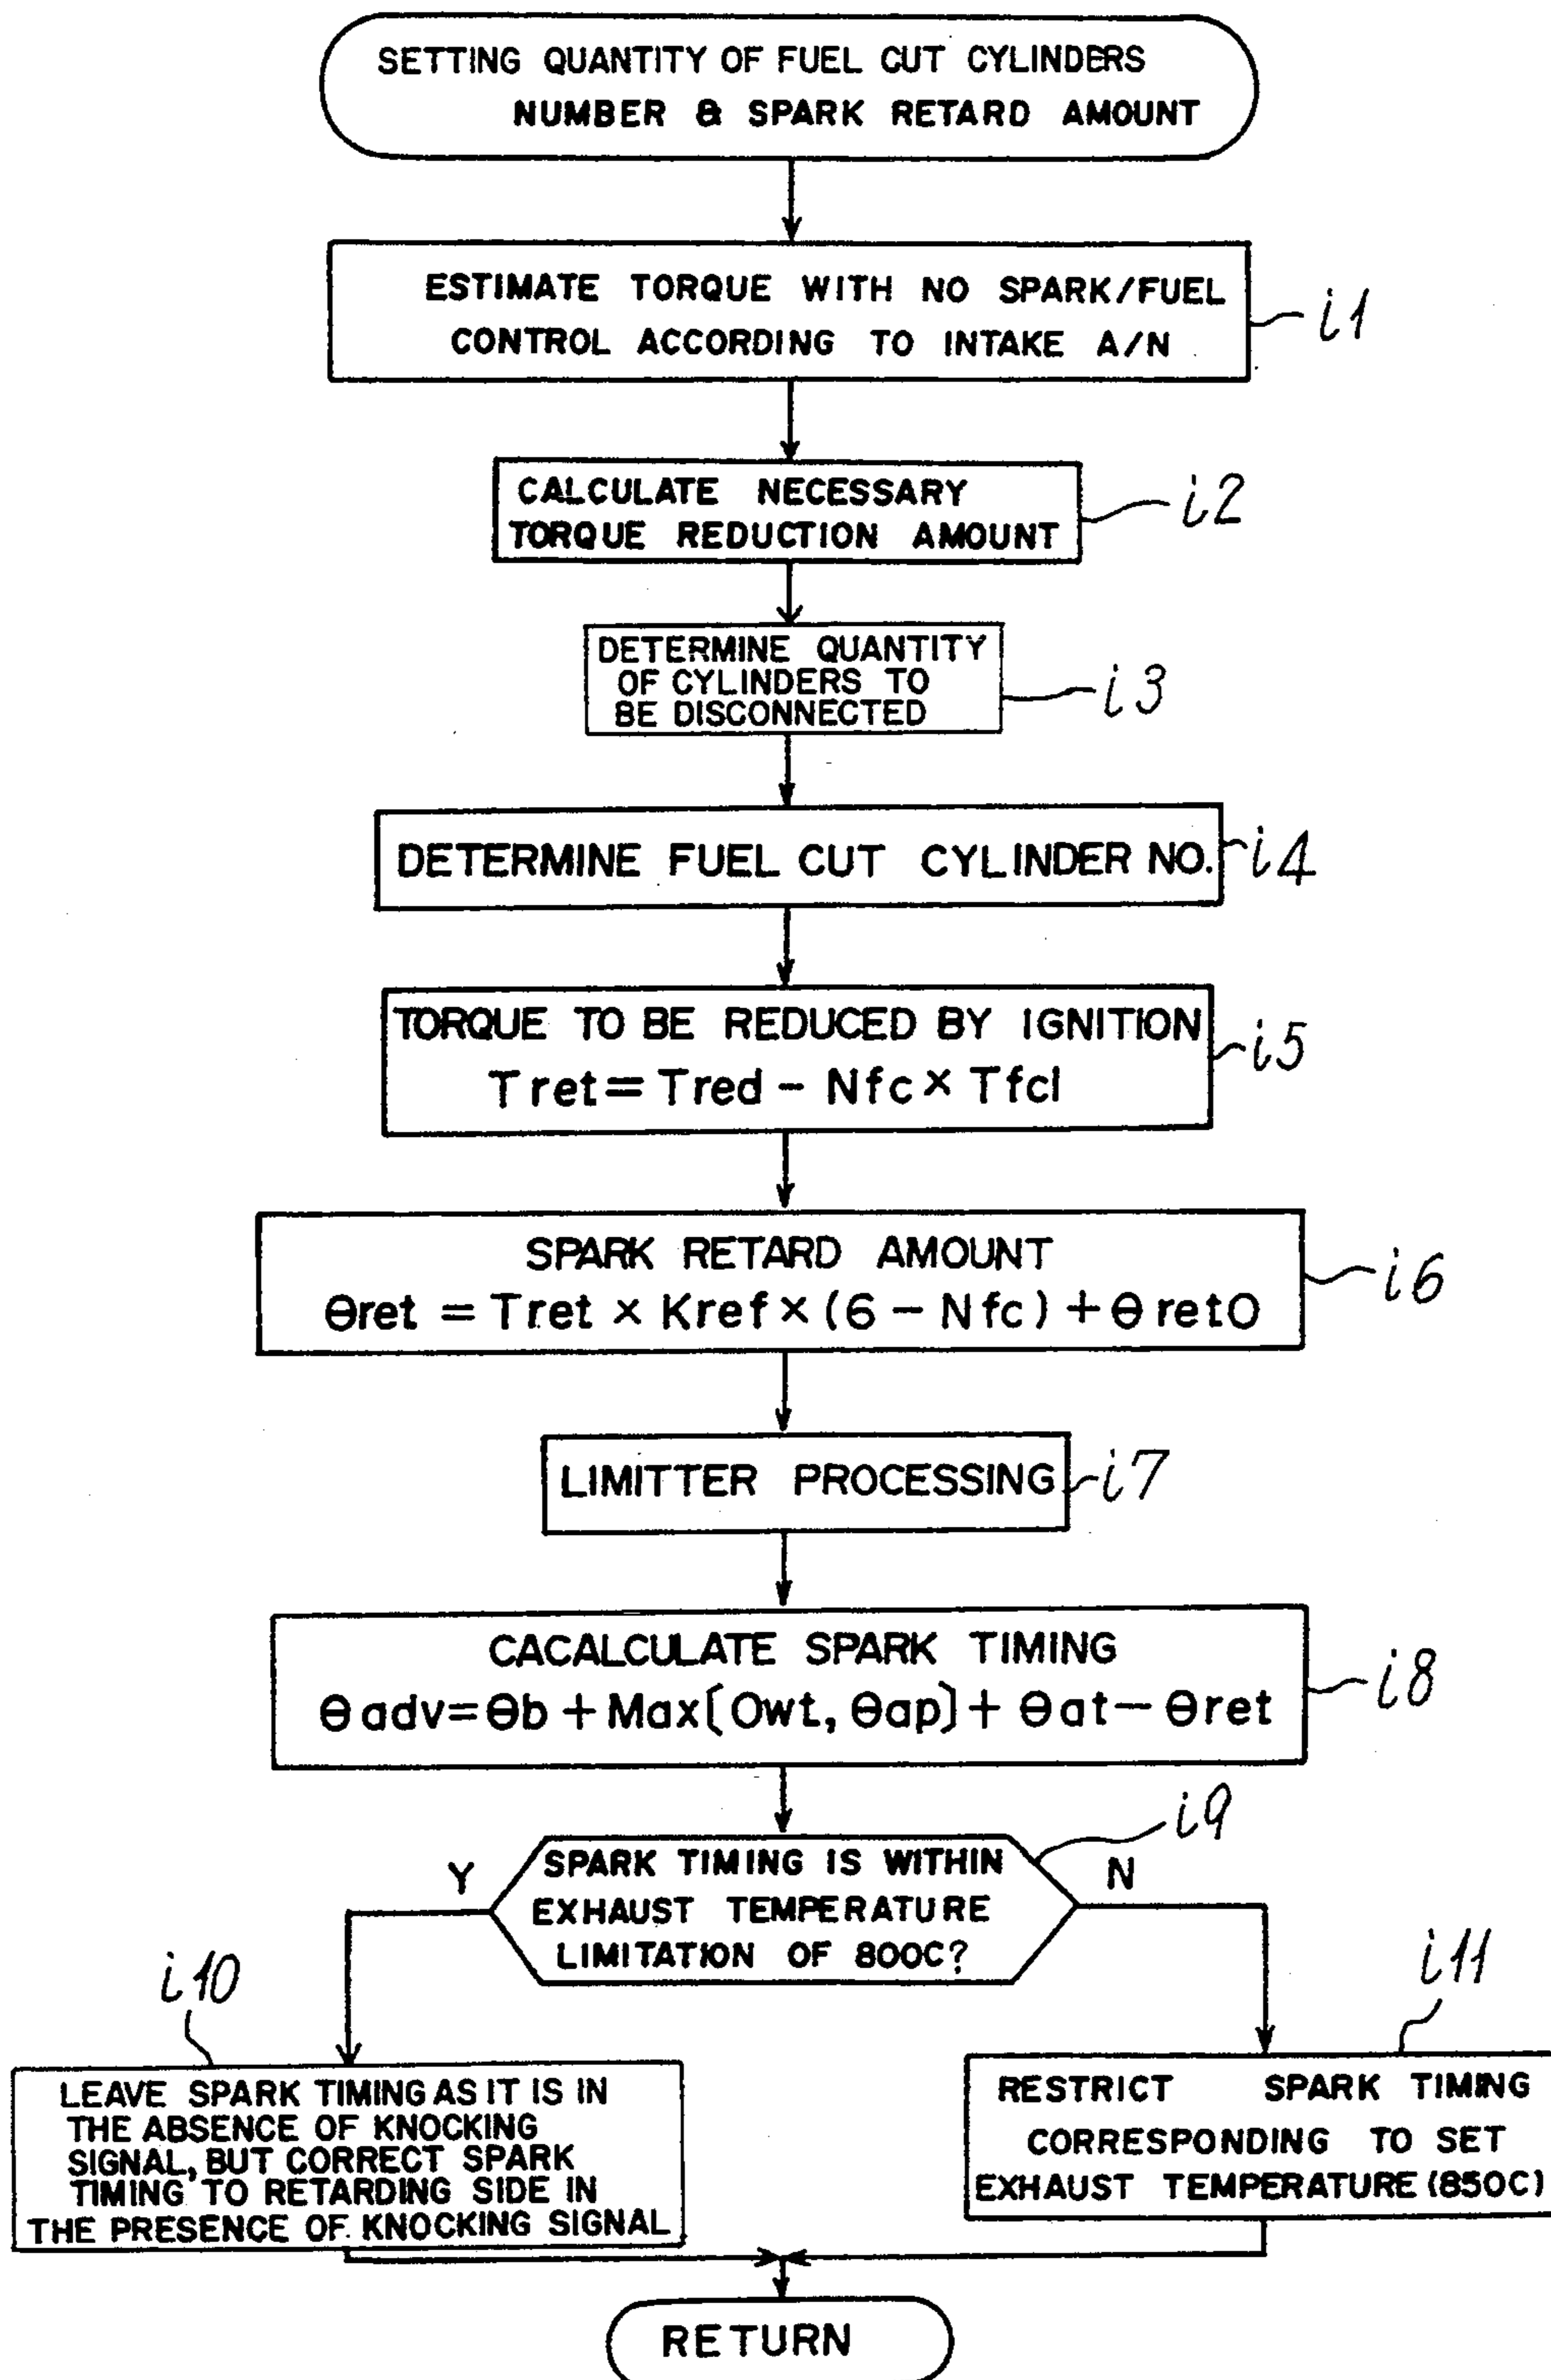 SETTING QUANTITY OF FUEL CUT CYLINDERS
NUMBER & SPARK RETARD AMOUNT
ESTIMATE TORQUE WITH NO SPARK/FUEL
CONTROL ACCORDING TO INTAKE A/N
i1
CALCULATE NECESSARY
TORQUE REDUCTION AMOUNT
i2
DETERMINE QUANTITY
OF CYLINDERS TO
BE DISCONNECTED
i3
DETERMINE FUEL CUT CYLINDER NO.
i4
TORQUE TO BE REDUCED BY IGNITION
Tret = Tred - Nfc × Tfcl
i5
SPARK RETARD AMOUNT
θret = Tret × Kref × (6 - Nfc) + θret0
i6
LIMITTER PROCESSING
i7
CACALCULATE SPARK TIMING
θadv = θb + Max[Owt, θap] + θat - θret
i8
i9
Y
SPARK TIMING IS WITHIN
EXHAUST TEMPERATURE
LIMITATION OF 800C?
N
i10
LEAVE SPARK TIMING AS IT IS IN
THE ABSENCE OF KNOCKING
SIGNAL, BUT CORRECT SPARK
TIMING TO RETARDING SIDE IN
THE PRESENCE OF KNOCKING SIGNAL
i11
RESTRICT SPARK TIMING
CORRESPONDING TO SET
EXHAUST TEMPERATURE (850C)
RETURN